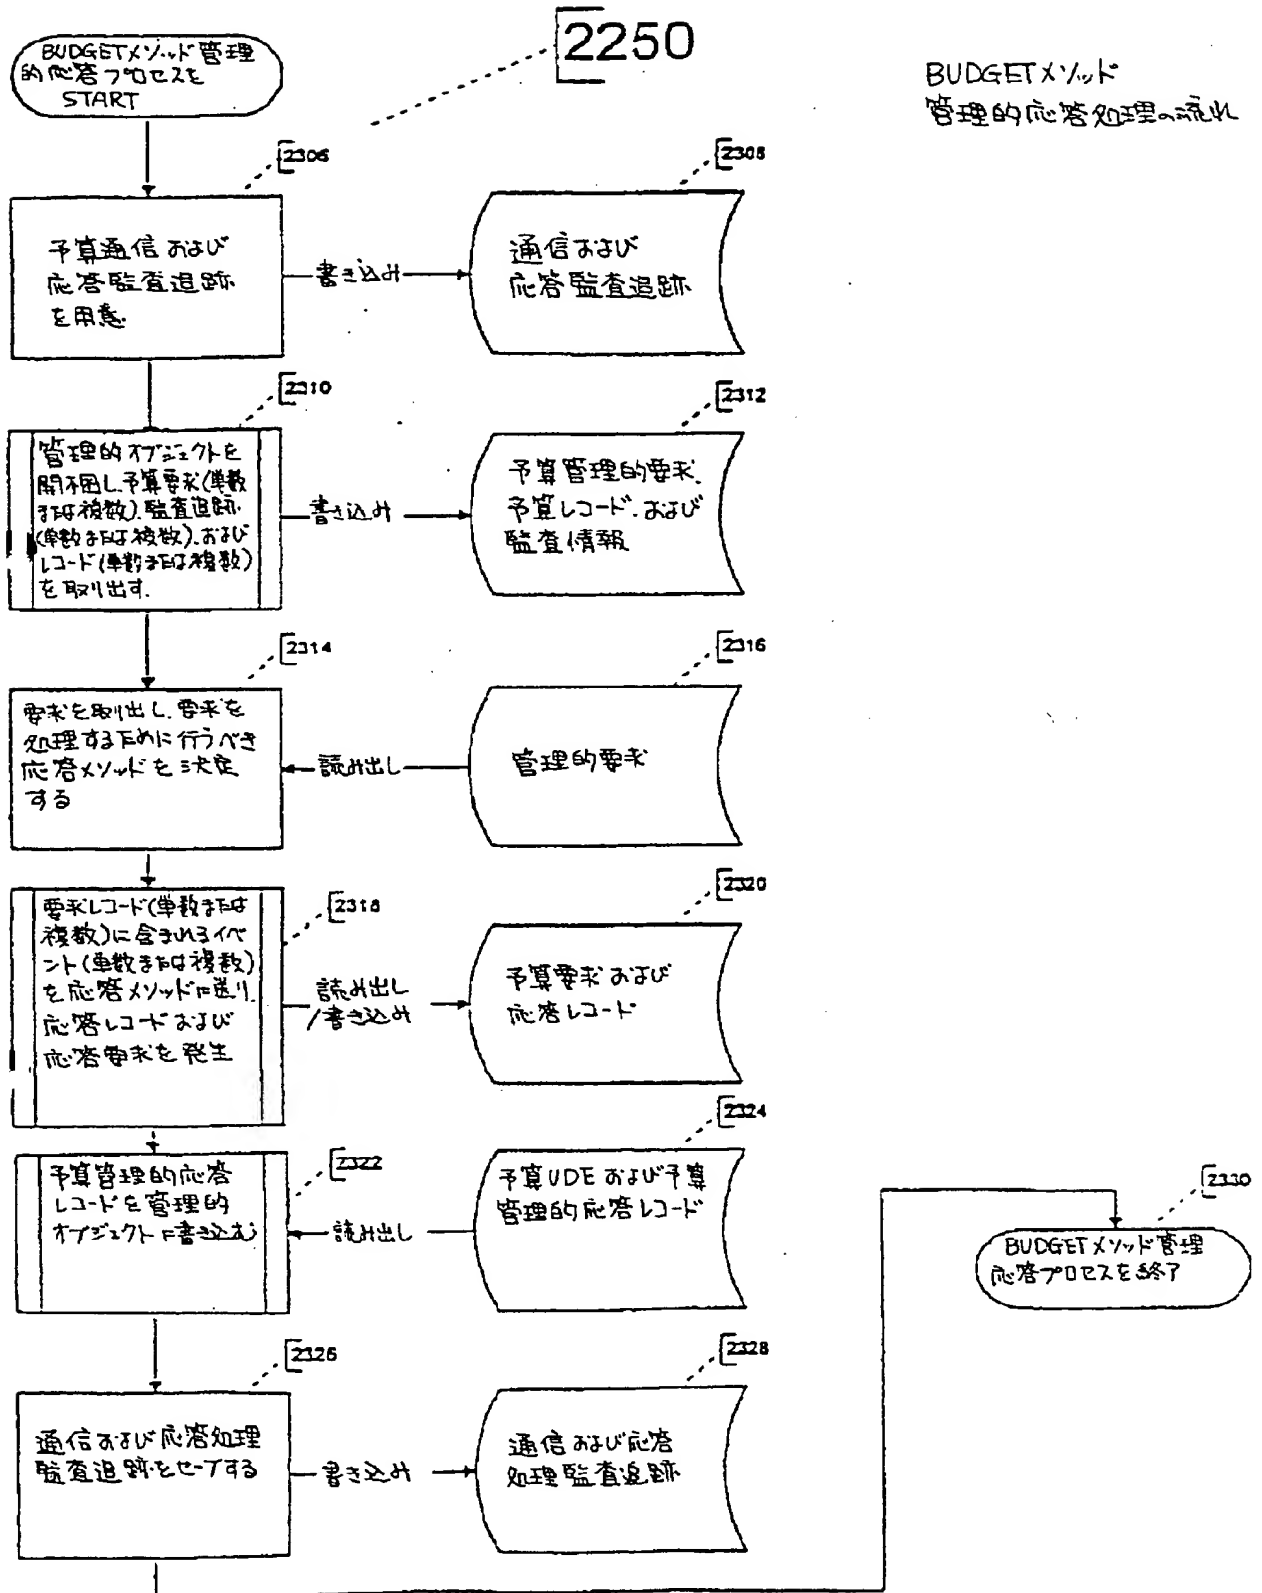 2250
BUDGETメソッド管理
的応答プロセスを
START
BUDGETメソッド
管理的応答処理の流れ
2306
2308
予算通信および
応答監査追跡
を用意
書き込み
通信および
応答監査追跡
2310
2312
管理的オブジェクトを
開梱し、予算要求(単数
または複数)、監査追跡
(単数または複数)、および
レコード(単数または複数)
を取り出す.
書き込み
予算管理的要求、
予算レコード、および
監査情報
2314
2316
要求を取り出し、要求を
処理するために行うべき
応答メソッドを決定
する
読み出し
管理的要求
2318
2320
要求レコード(単数または
複数)に含まれるイベ
ント(単数または複数)
を応答メソッドに送り、
応答レコードおよび
応答要求を発生
読み出し
/書き込み
予算要求および
応答レコード
2322
2324
予算管理的応答
レコードを管理的
オブジェクトに書き込む
読み出し
予算UDEおよび予算
管理的応答レコード
2330
BUDGETメソッド管理
応答プロセスを終了
2326
2328
通信および応答処理
監査追跡をセーブする
書き込み
通信および応答
処理監査追跡